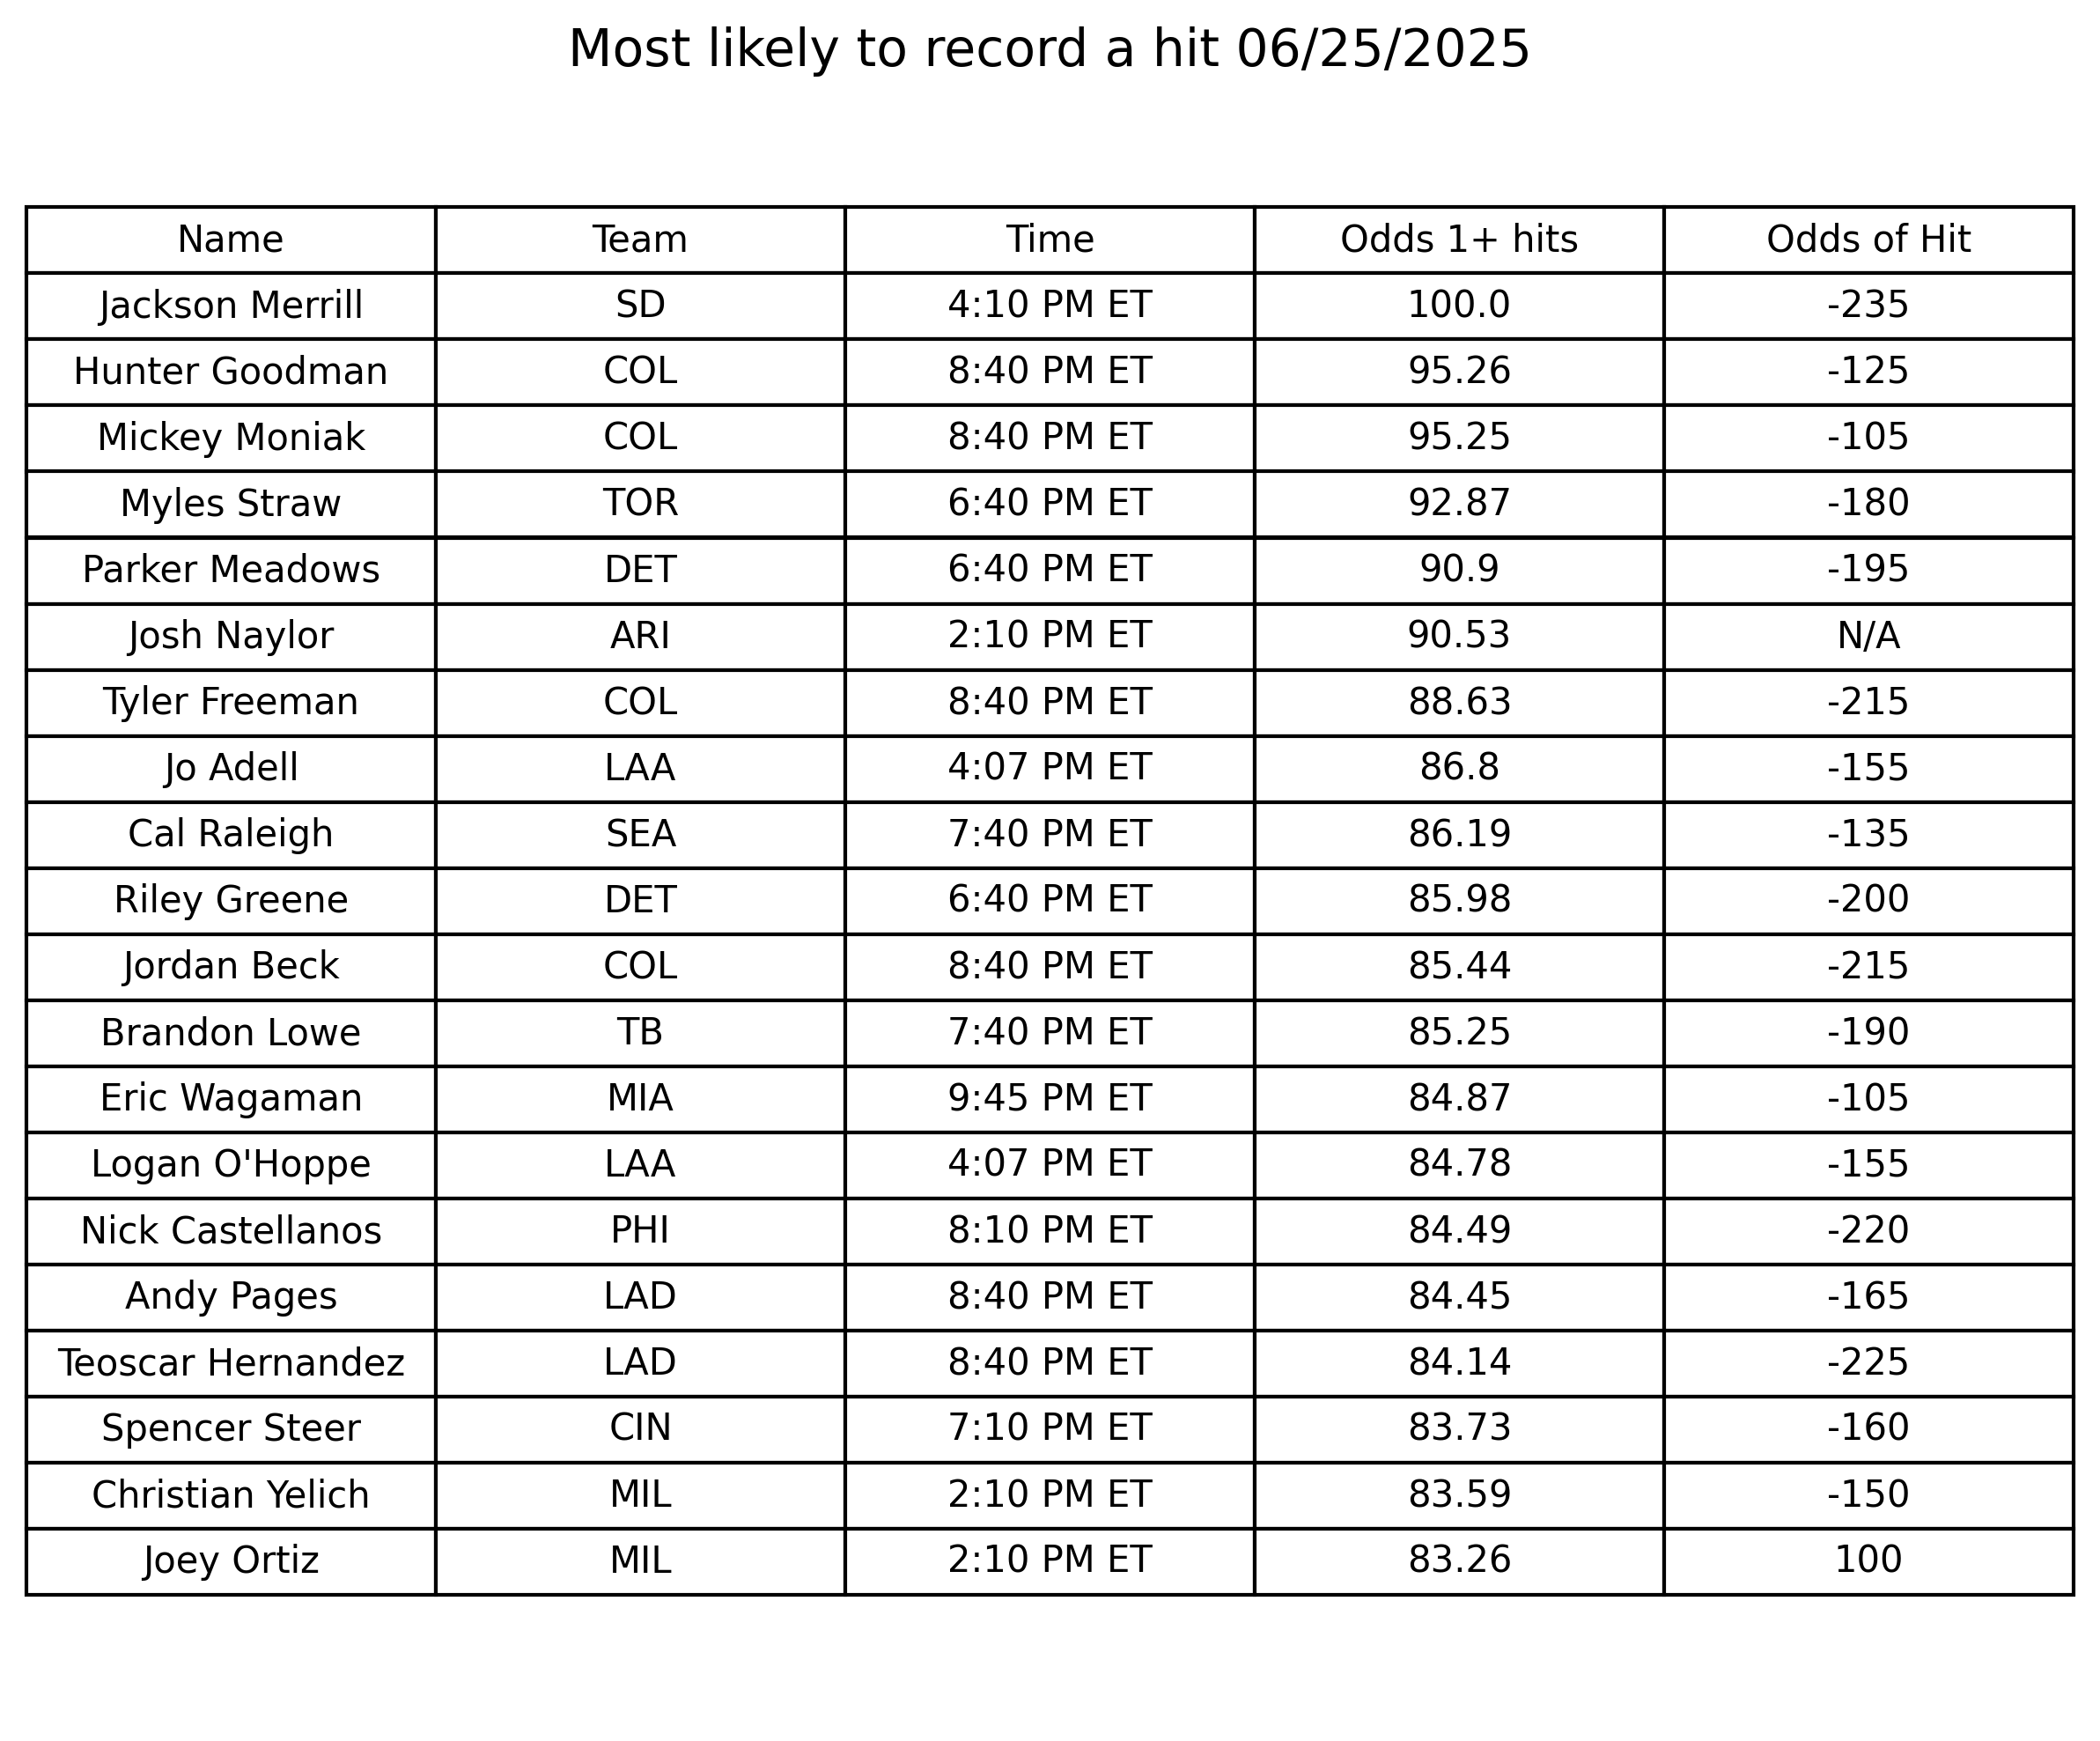 Most likely to record a hit 06/25/2025
Name Team Time Odds 1+ hits Odds of Hit
Jackson Merrill SD 4:10 PM ET 100.0 -235
Hunter Goodman COL 8:40 PM ET 95.26 -125
Mickey Moniak COL 8:40 PM ET 95.25 -105
Myles Straw TOR 6:40 PM ET 92.87 -180
Parker Meadows DET 6:40 PM ET 90.9 -195
Josh Naylor ARI 2:10 PM ET 90.53 N/A
Tyler Freeman COL 8:40 PM ET 88.63 -215
Jo Adell LAA 4:07 PM ET 86.8 -155
Cal Raleigh SEA 7:40 PM ET 86.19 -135
Riley Greene DET 6:40 PM ET 85.98 -200
Jordan Beck COL 8:40 PM ET 85.44 -215
Brandon Lowe TB 7:40 PM ET 85.25 -190
Eric Wagaman MIA 9:45 PM ET 84.87 -105
Logan O'Hoppe LAA 4:07 PM ET 84.78 -155
Nick Castellanos PHI 8:10 PM ET 84.49 -220
Andy Pages LAD 8:40 PM ET 84.45 -165
Teoscar Hernandez LAD 8:40 PM ET 84.14 -225
Spencer Steer CIN 7:10 PM ET 83.73 -160
Christian Yelich MIL 2:10 PM ET 83.59 -150
Joey Ortiz MIL 2:10 PM ET 83.26 100